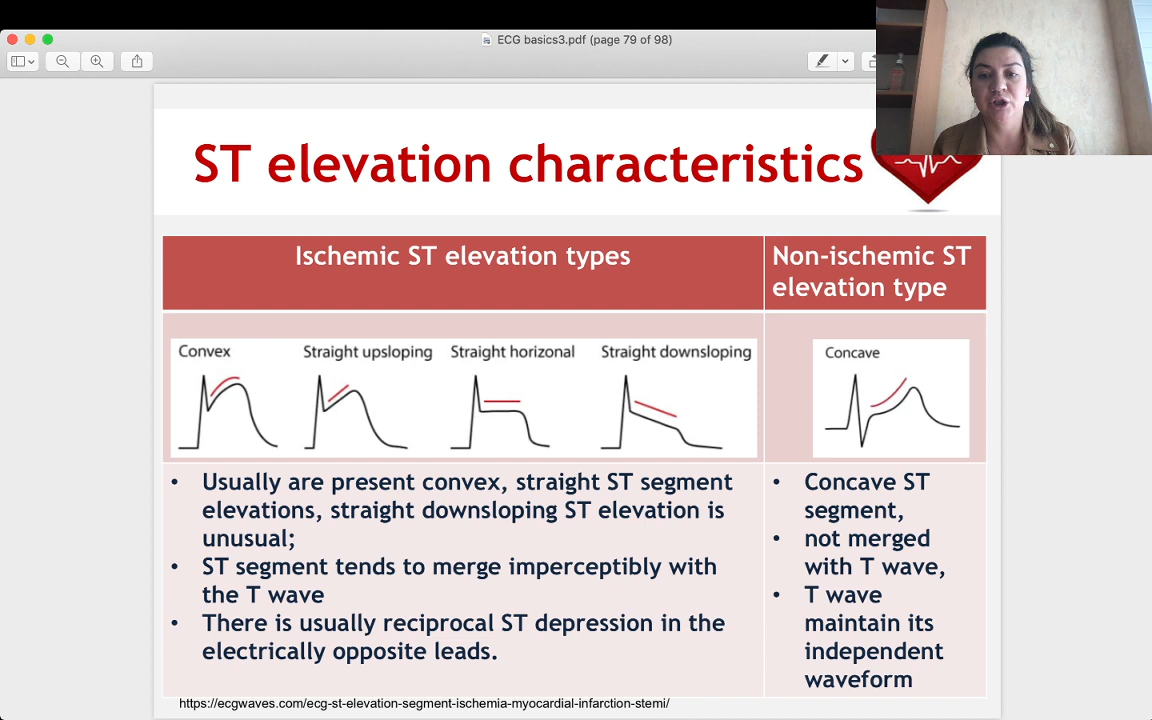 ECG basics3.pdf (page 79 of 98)
ST elevation characteristics
Ischemic ST elevation types
Non-ischemic ST
elevation type
Convex
Straight upsloping
Straight horizonal
Straight downsloping
Concave
• Usually are present convex, straight ST segment
elevations, straight downsloping ST elevation is
unusual;
• ST segment tends to merge imperceptibly with
the T wave
• There is usually reciprocal ST depression in the
electrically opposite leads.
• Concave ST
segment,
• not merged
with T wave,
• T wave
maintain its
independent
waveform
https://ecgwaves.com/ecg-st-elevation-segment-ischemia-myocardial-infarction-stemi/